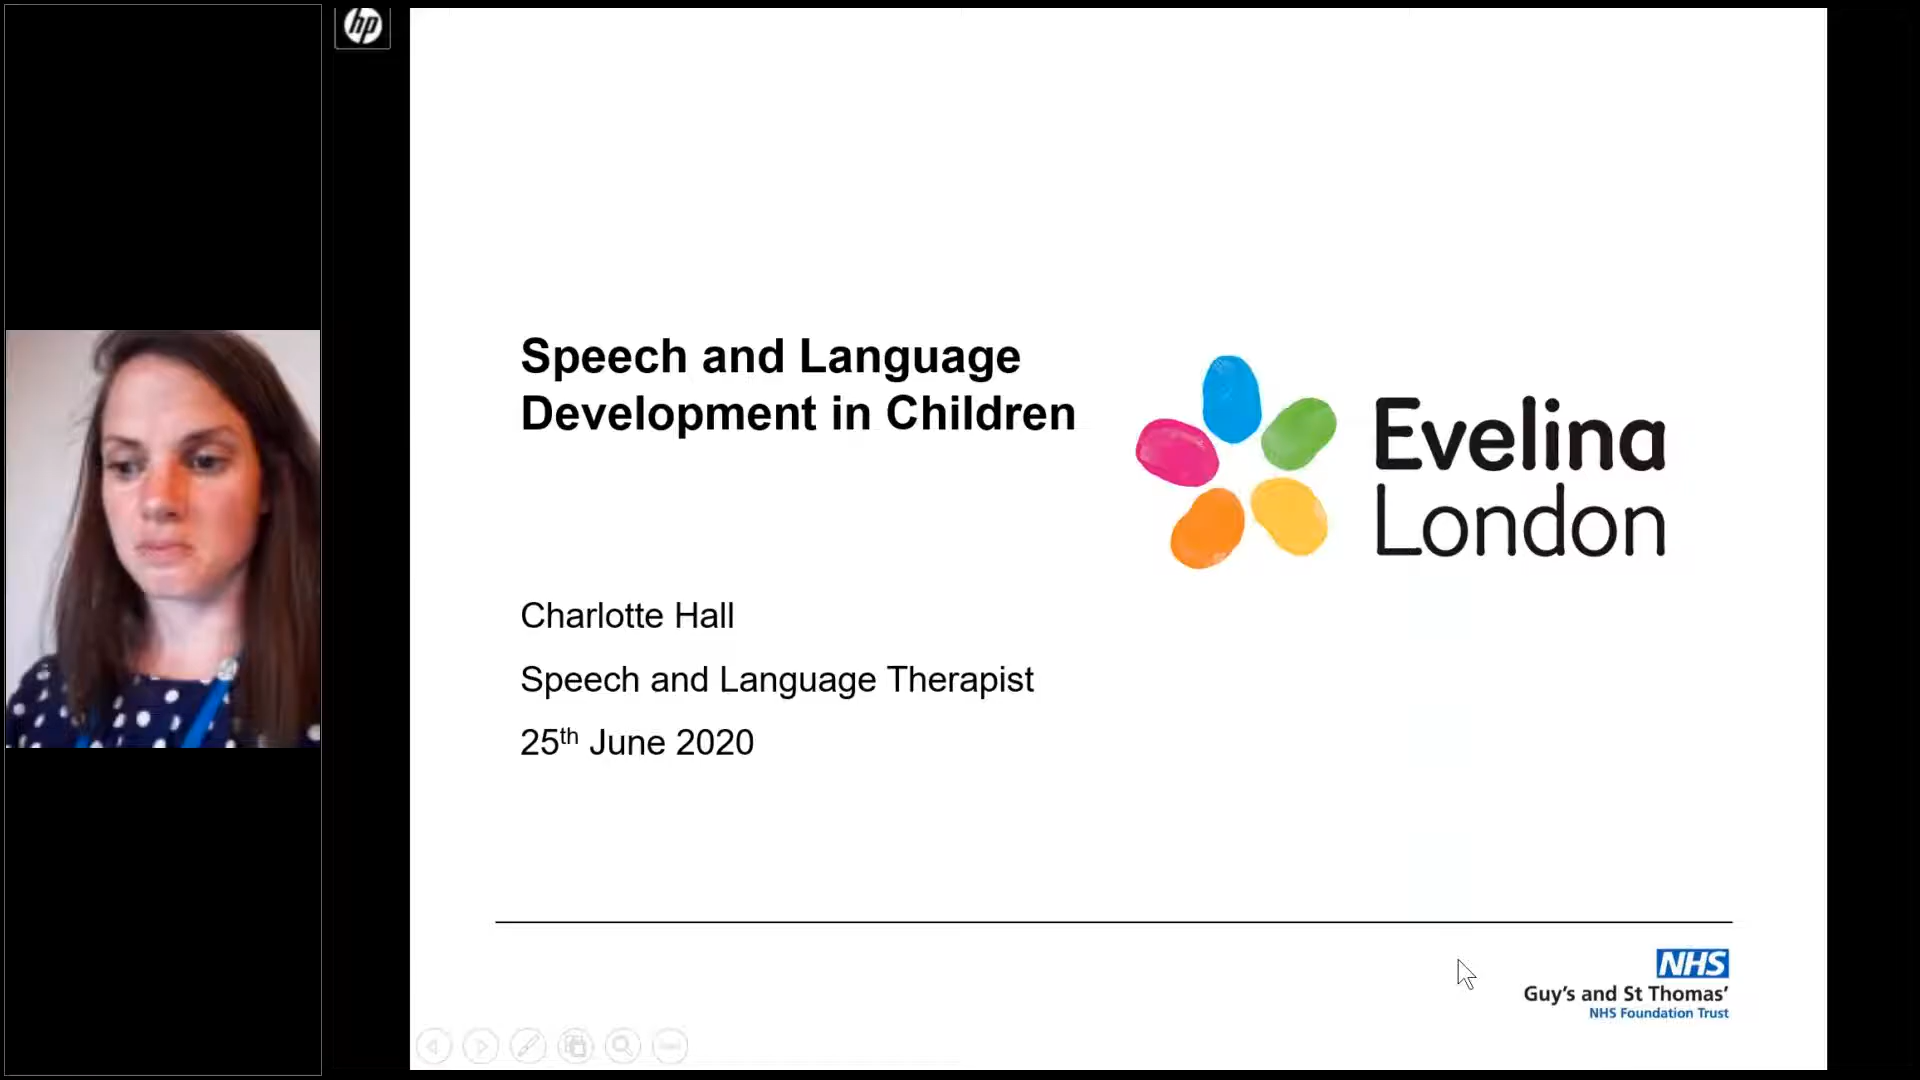 hp
Speech and Language
Development in Children
Evelina
London
Charlotte Hall
Speech and Language Therapist
25th June 2020
NHS
Guy's and St Thomas'
NHS Foundation Trust